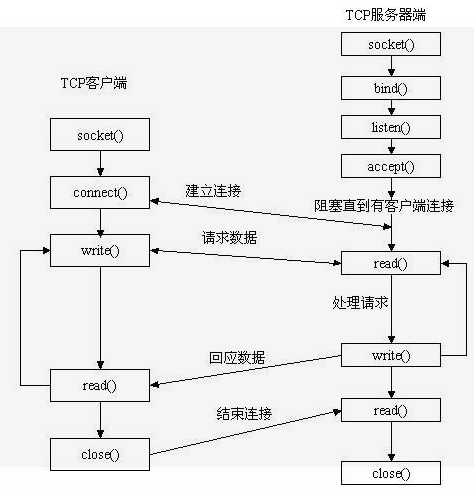 TCP服务器端
socket()
bind()
listen()
accept()
阻塞直到有客户端连接
read()
处理请求
write()
read()
close()
TCP客户端
socket()
connect()
write()
read()
close()
建立连接
请求数据
回应数据
结束连接